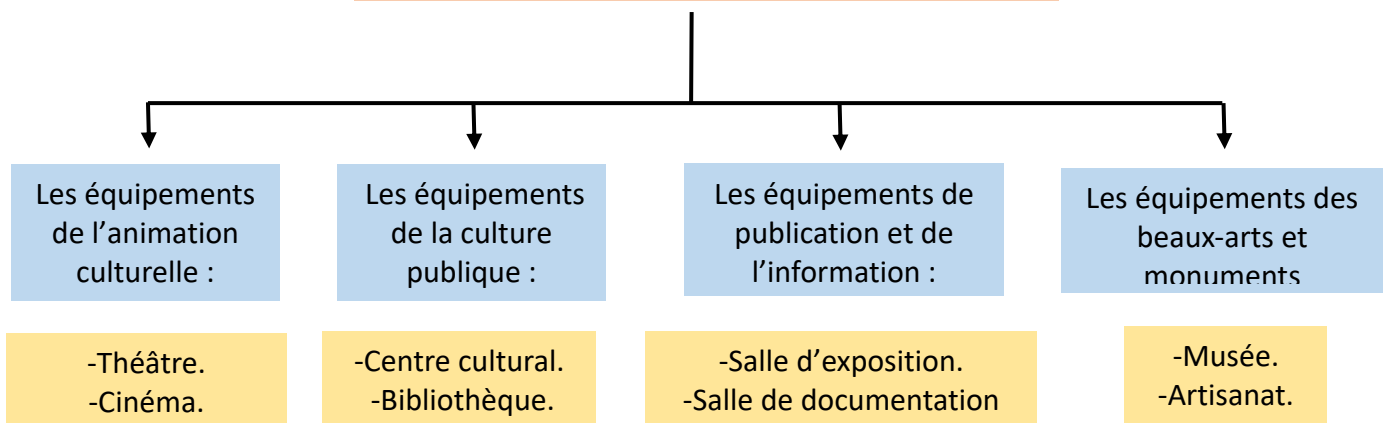 Les équipements
de l’animation
culturelle :
-Théâtre.
-Cinéma.
Les équipements
de la culture
publique :
-Centre cultural.
-Bibliothèque.
Les équipements de
publication et de
l’information :
-Salle d’exposition.
-Salle de documentation
Les équipements des
beaux-arts et
monuments
-Musée.
-Artisanat.